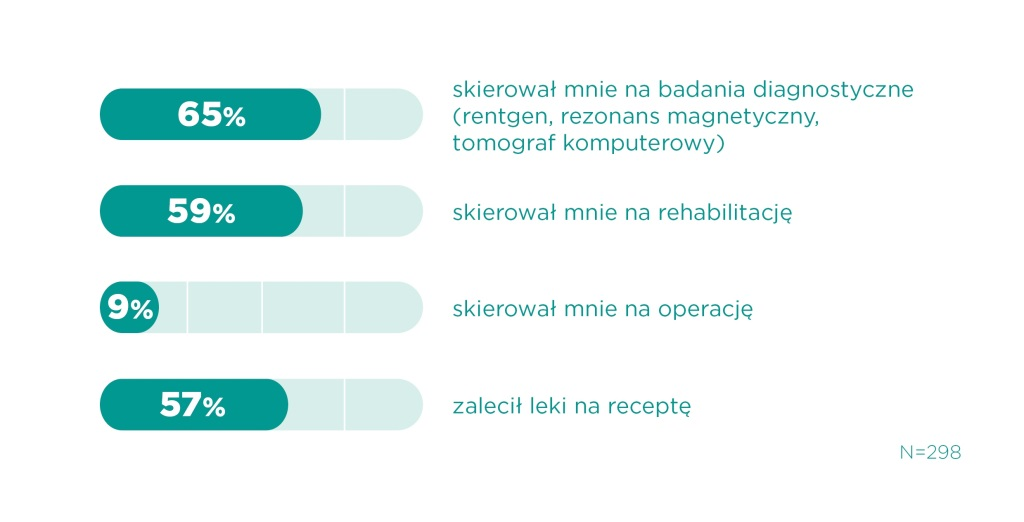 65%
skierował mnie na badania diagnostyczne
(rentgen, rezonans magnetyczny,
tomograf komputerowy)
59%
skierował mnie na rehabilitację
9%
skierował mnie na operację
57%
zalecił leki na receptę
N=298